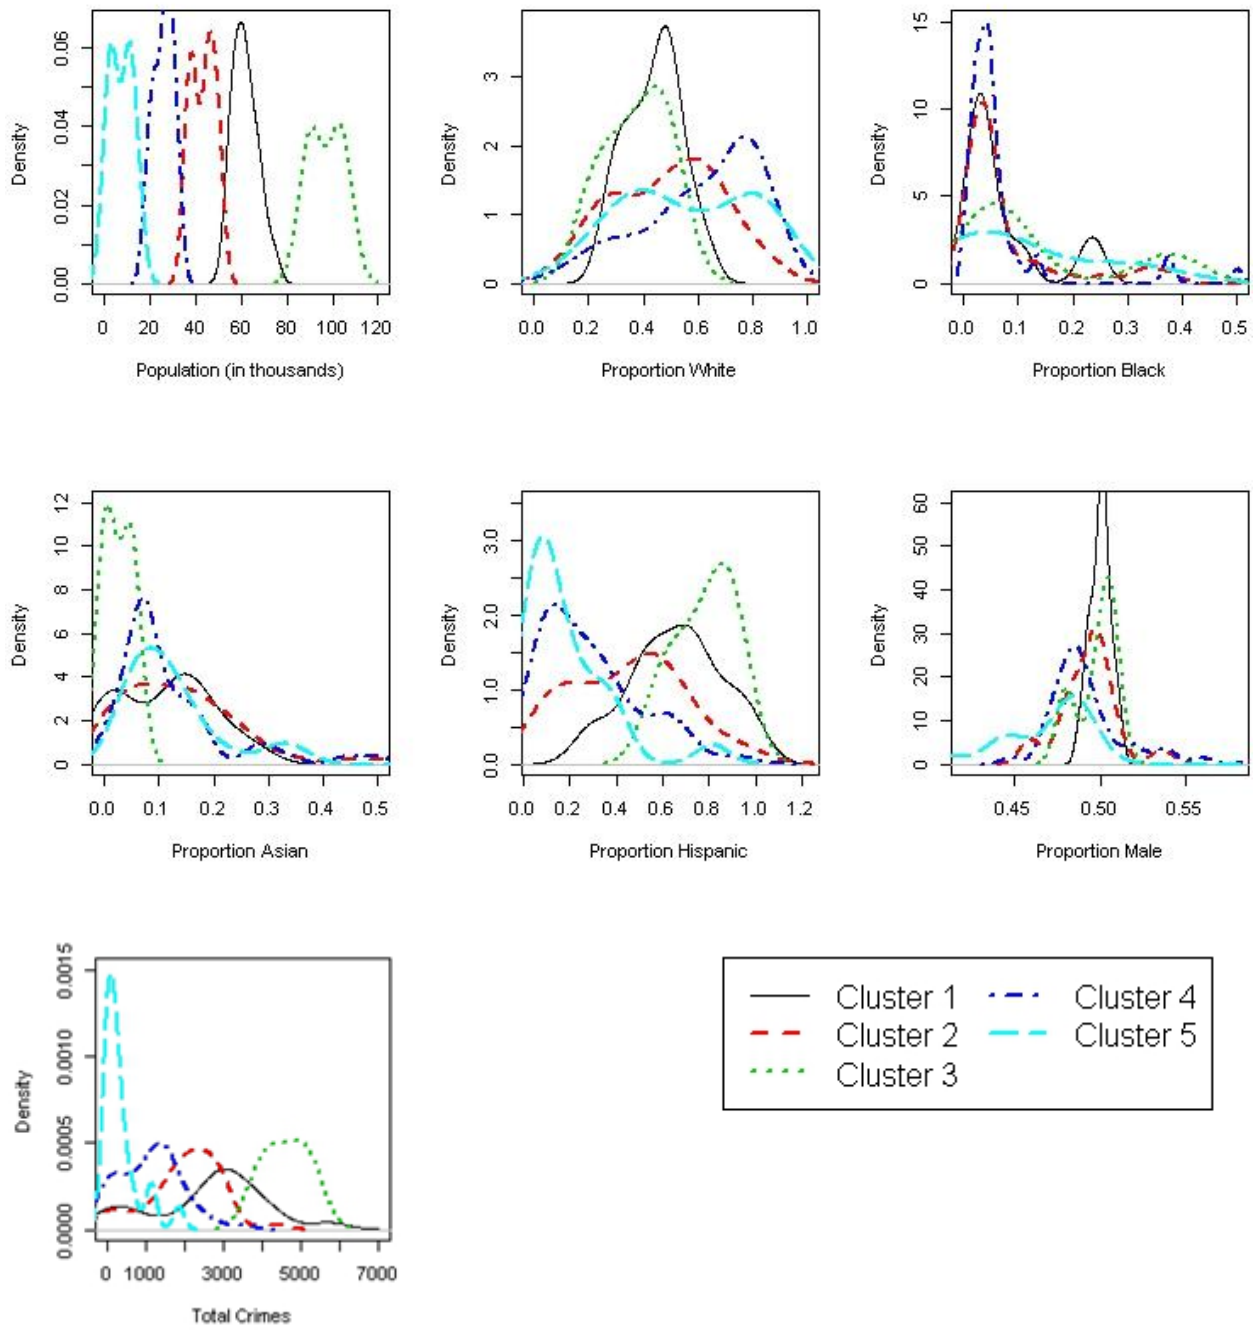 0.06
0.04
0.02
0.00
Density
0 20 40 60 80 100 120
Population (in thousands)
3
2
1
0
Density
0.0 0.2 0.4 0.6 0.8 1.0
Proportion White
15
10
5
0
Density
0.0 0.1 0.2 0.3 0.4 0.5
Proportion Black
12
10
8
6
4
2
0
Density
0.0 0.1 0.2 0.3 0.4 0.5
Proportion Asian
3.0
2.0
1.0
0.0
Density
0.0 0.2 0.4 0.6 0.8 1.0 1.2
Proportion Hispanic
60
50
40
30
20
10
0
Density
0.45 0.50 0.55
Proportion Male
0.0015
0.0010
0.0005
0.0000
Density
0 1000 3000 5000 7000
Total Crimes
Cluster 1 Cluster 4
Cluster 2 Cluster 5
Cluster 3